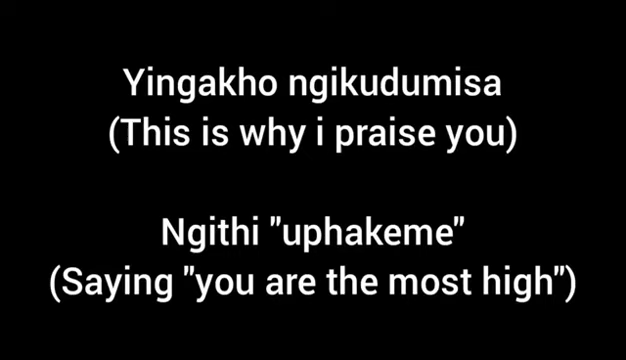 Yingakho ngikudumisa
(This is why i praise you)
Ngithi "uphakeme"
(Saying "you are the most high")